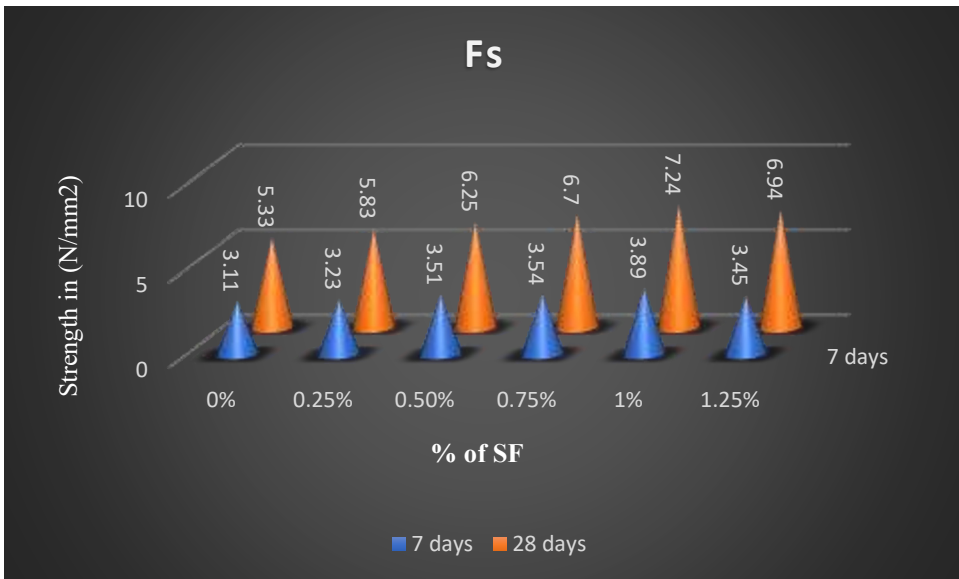 Fs
Strength in (N/mm2)
10
5
0
3.11
5.33
3.23
5.83
3.51
6.25
3.54
6.7
3.89
7.24
3.45
6.94
7 days
0% 0.25% 0.50% 0.75% 1% 1.25%
% of SF
7 days 28 days